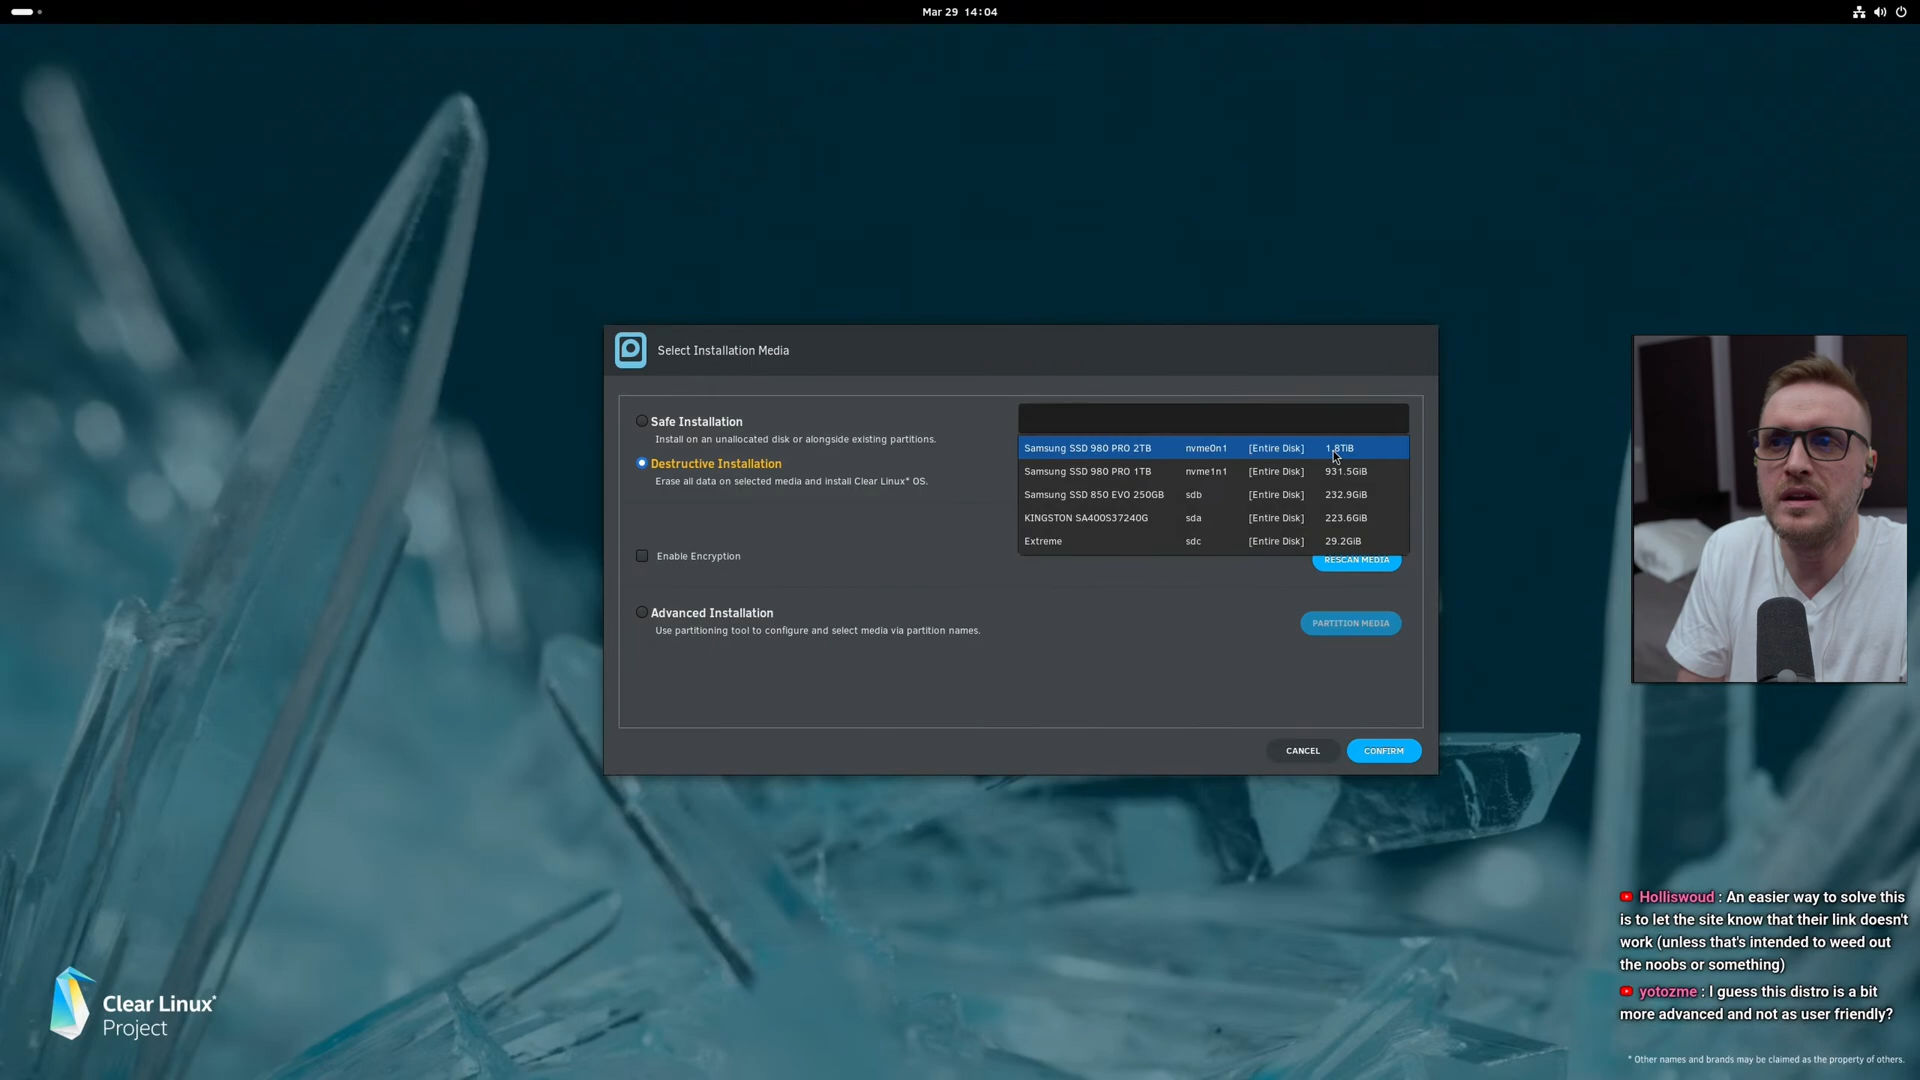 Mar 29 14:04
Select Installation Media
Safe Installation
Install on an unallocated disk or alongside existing partitions.
Destructive Installation
Erase all data on selected media and install Clear Linux* OS.
Samsung SSD 980 PRO 2TB nvme0n1 [Entire Disk] 1.8TiB
Samsung SSD 980 PRO 1TB nvme1n1 [Entire Disk] 931.5GiB
Samsung SSD 850 EVO 250GB sdb [Entire Disk] 232.9GiB
KINGSTON SA400S37240G sda [Entire Disk] 223.6GiB
Extreme sdc [Entire Disk] 29.2GiB
Enable Encryption
RESCAN MEDIA
Advanced Installation
Use partitioning tool to configure and select media via partition names.
PARTITION MEDIA
CANCEL
CONFIRM
Holliswoud : An easier way to solve this
is to let the site know that their link doesn't
work (unless that's intended to weed out
the noobs or something)
yotozme : I guess this distro is a bit
more advanced and not as user friendly?
Clear Linux*
Project
* Other names and brands may be claimed as the property of others.